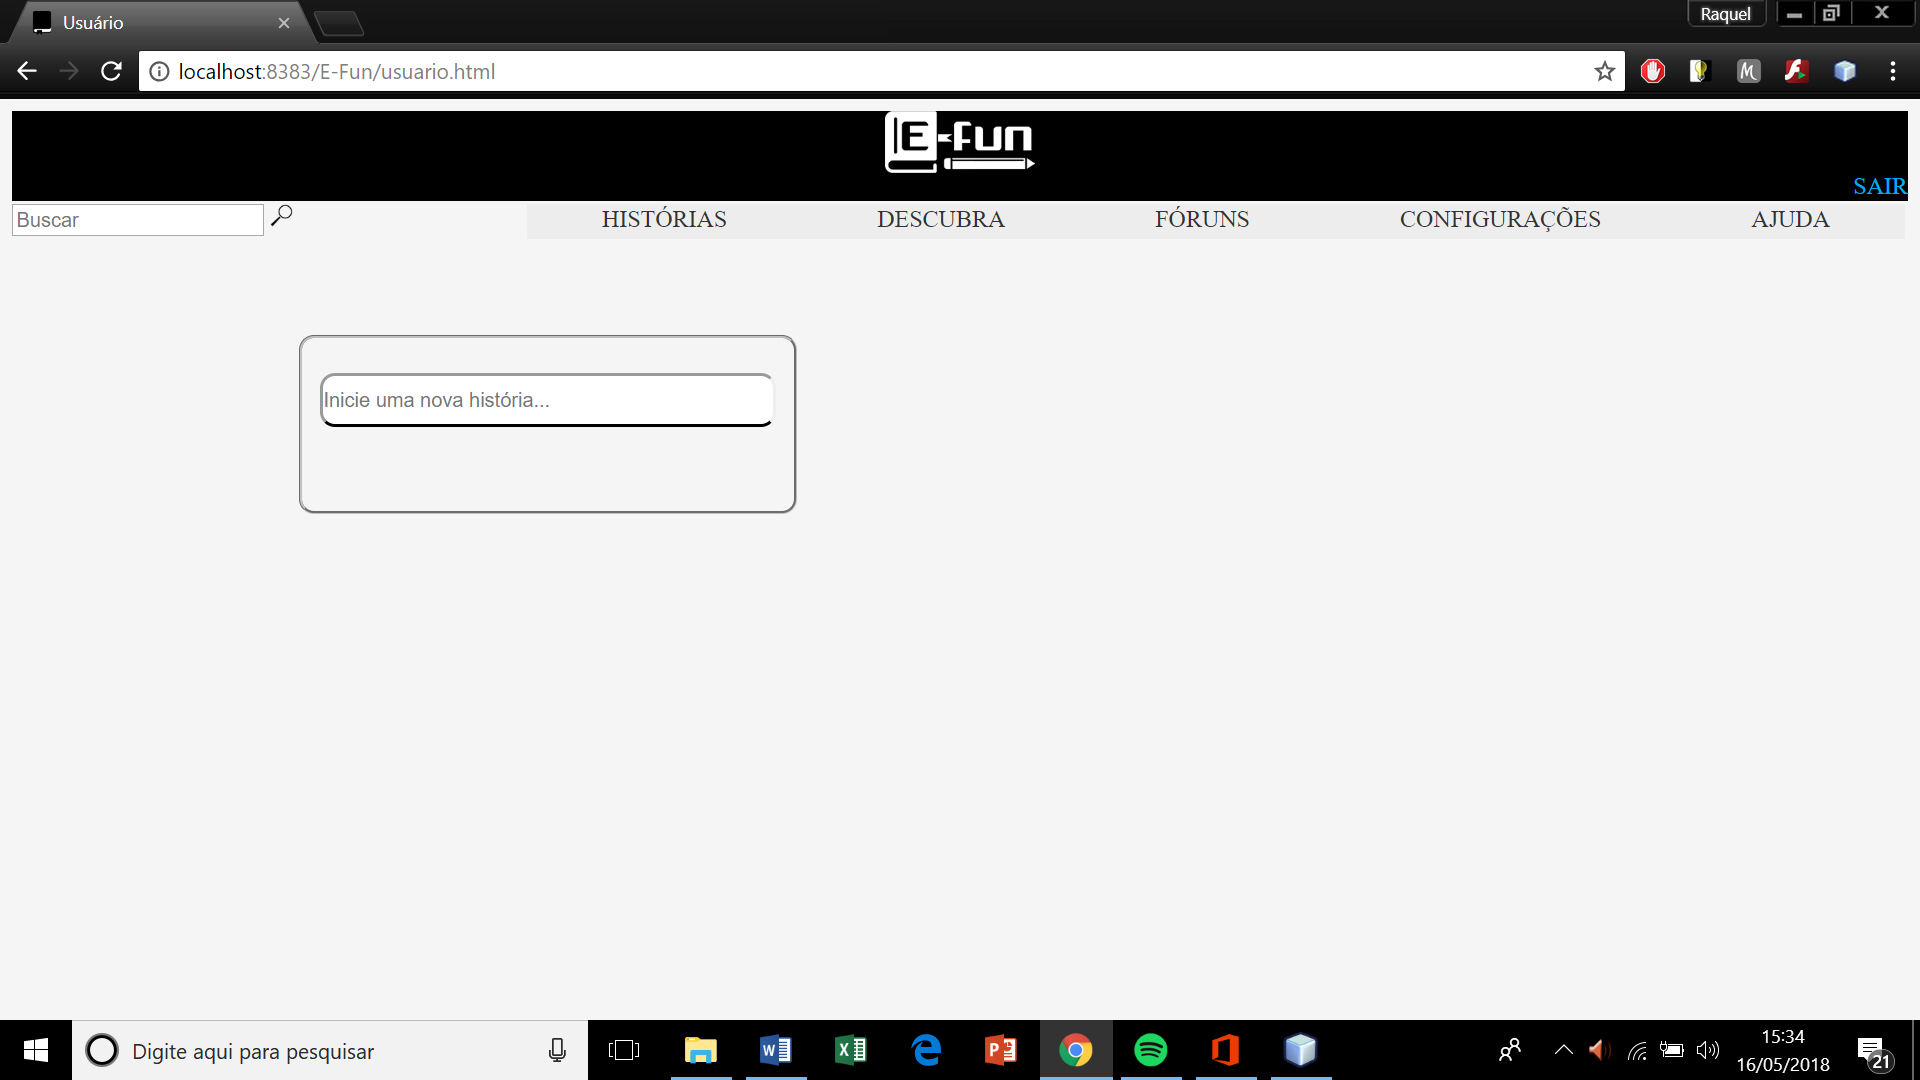 Usuário
Raquel
localhost:8383/E-Fun/usuario.html
E-Fun
SAIR
Buscar
HISTÓRIAS DESCUBRA FÓRUNS CONFIGURAÇÕES AJUDA
Inicie uma nova história...
Digite aqui para pesquisar
15:34
16/05/2018
21